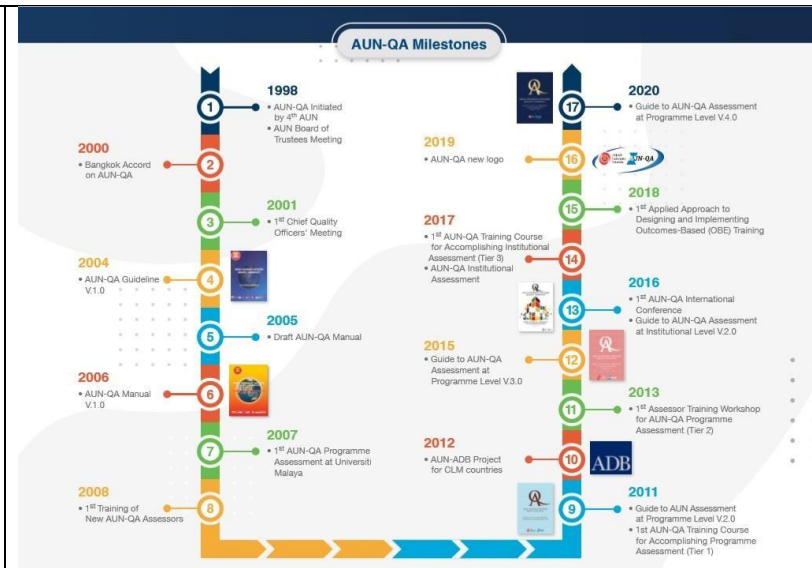 AUN-QA Milestones
1
1998
• AUN-QA Initiated
by 4th AUN
• AUN Board of
Trustees Meeting
2000
• Bangkok Accord
on AUN-QA
2
3
2001
• 1st Chief Quality
Officers' Meeting
2004
• AUN-QA Guideline
V.1.0
4
5
2005
• Draft AUN-QA Manual
2006
• AUN-QA Manual
V.1.0
6
7
2007
• 1st AUN-QA Programme
Assessment at Universiti
Malaya
2008
• 1st Training of
New AUN-QA Assessors
8
9
2011
• Guide to AUN Assessment
at Programme Level V.2.0
• 1st AUN-QA Training Course
for Accomplishing Programme
Assessment (Tier 1)
2012
• AUN-ADB Project
for CLM countries
10
ADB
11
2013
• 1st Assessor Training Workshop
for AUN-QA Programme
Assessment (Tier 2)
2015
• Guide to AUN-QA
Assessment at
Programme Level V.3.0
12
13
2016
• 1st AUN-QA International
Conference
• Guide to AUN-QA Assessment
at Institutional Level V.2.0
2017
• 1st AUN-QA Training Course
for Accomplishing Institutional
Assessment (Tier 3)
• AUN-QA Institutional
Assessment
14
15
2018
• 1st Applied Approach to
Designing and Implementing
Outcomes-Based (OBE) Training
2019
• AUN-QA new logo
16
UN-QA
17
2020
• Guide to AUN-QA Assessment
at Programme Level V.4.0